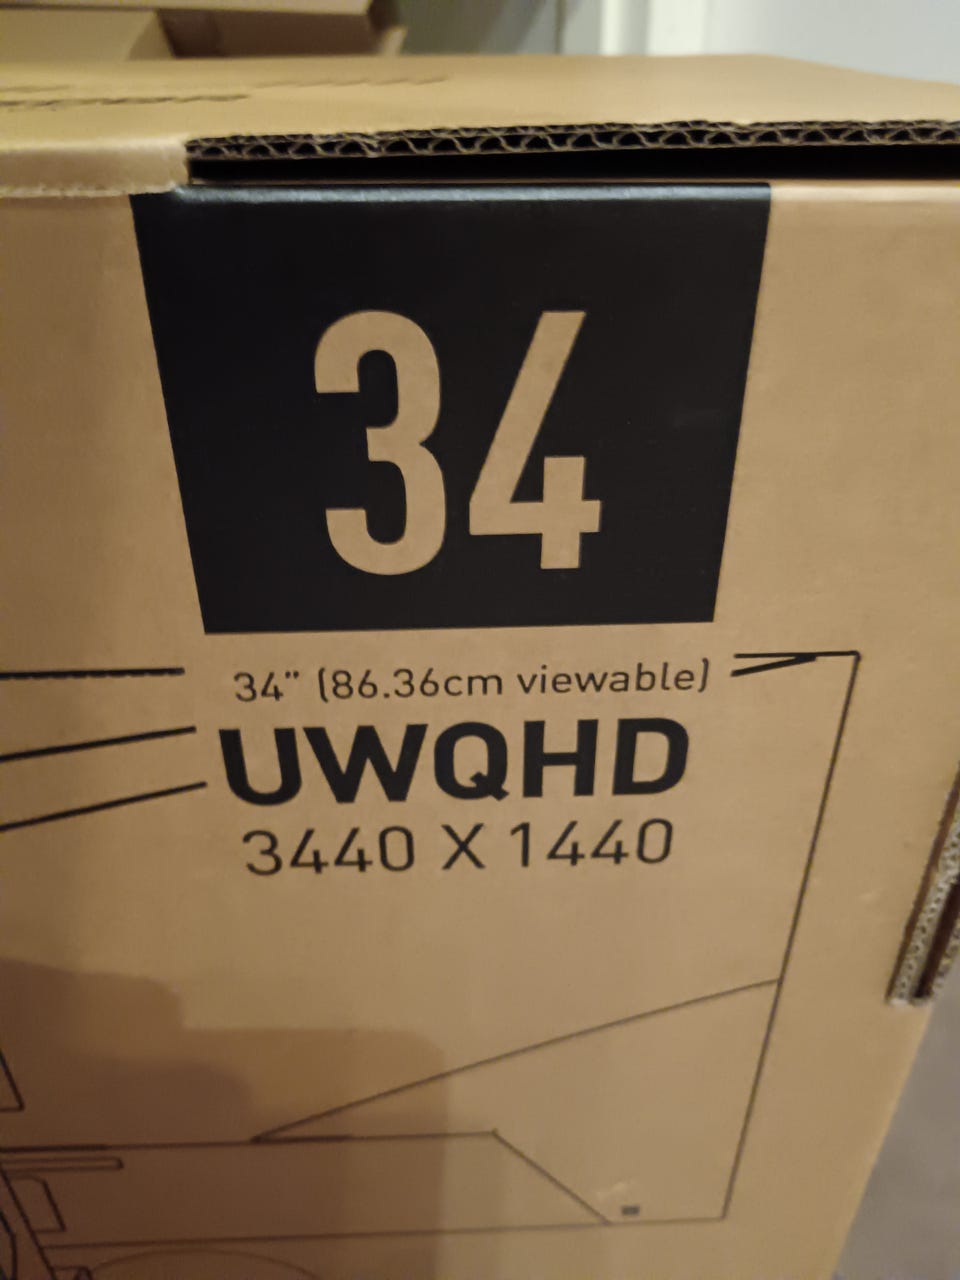 34
34” (86.36cm viewable)
UWQHD
3440 X 1440